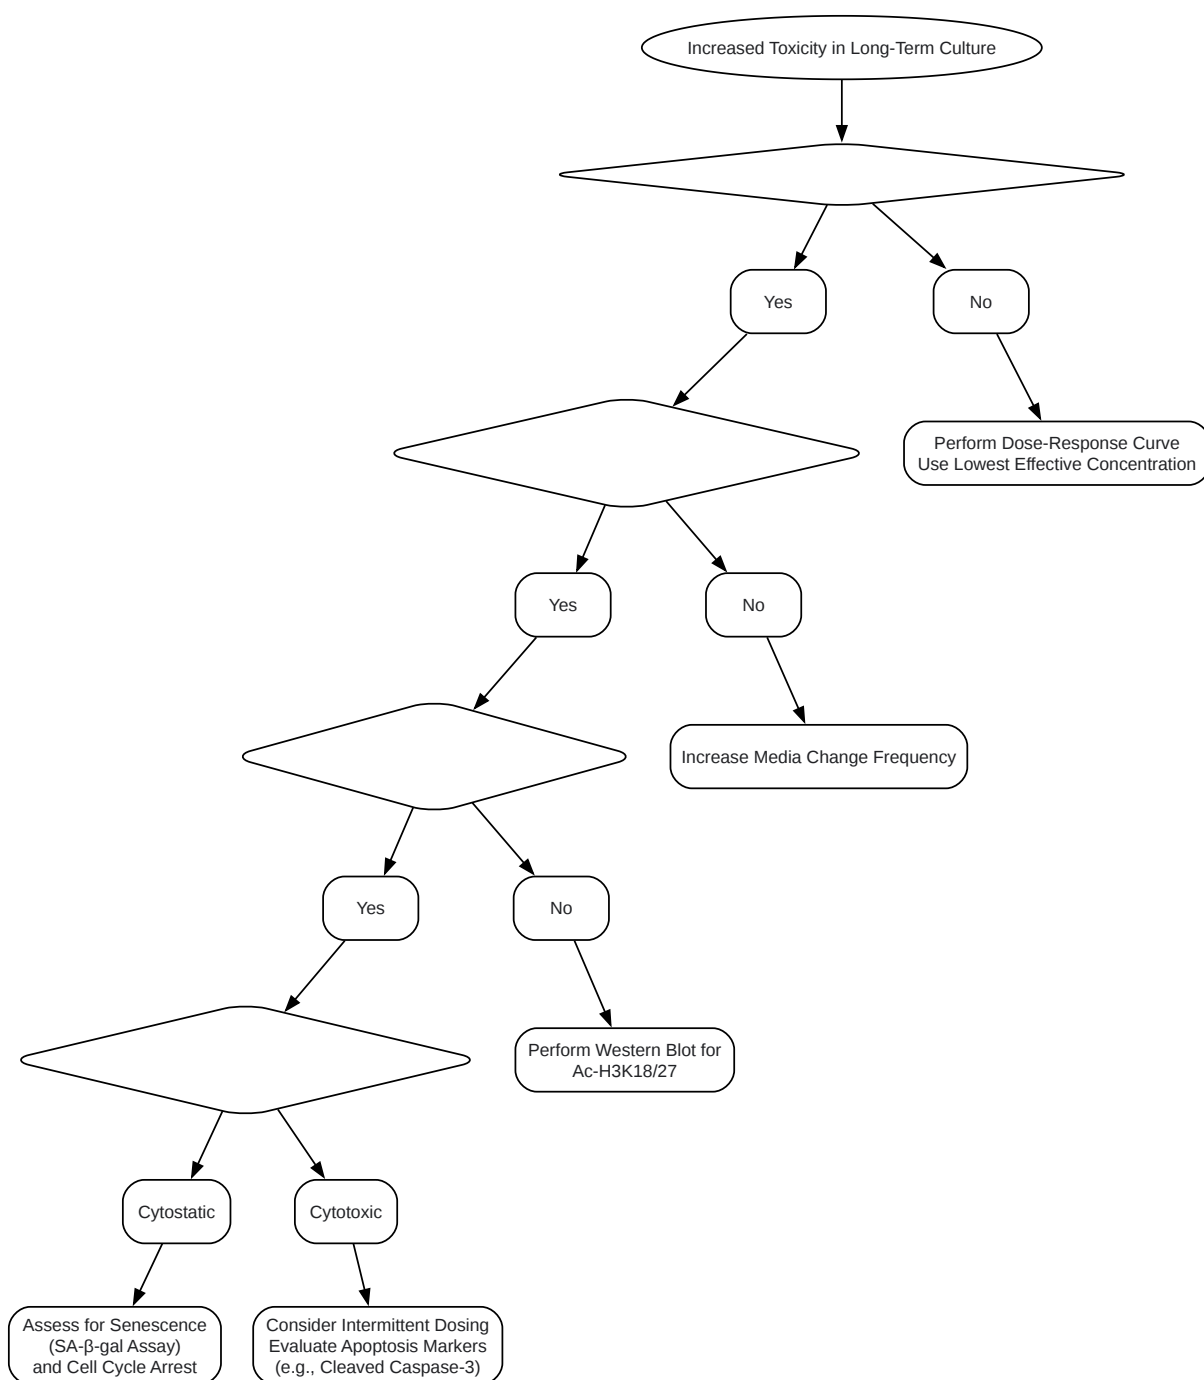 Increased Toxicity in Long-Term Culture
Yes
No
Perform Dose-Response Curve
Use Lowest Effective Concentration
Yes
No
Increase Media Change Frequency
Yes
No
Perform Western Blot for
Ac-H3K18/27
Cytostatic
Cytotoxic
Assess for Senescence
(SA-β-gal Assay)
and Cell Cycle Arrest
Consider Intermittent Dosing
Evaluate Apoptosis Markers
(e.g., Cleaved Caspase-3)